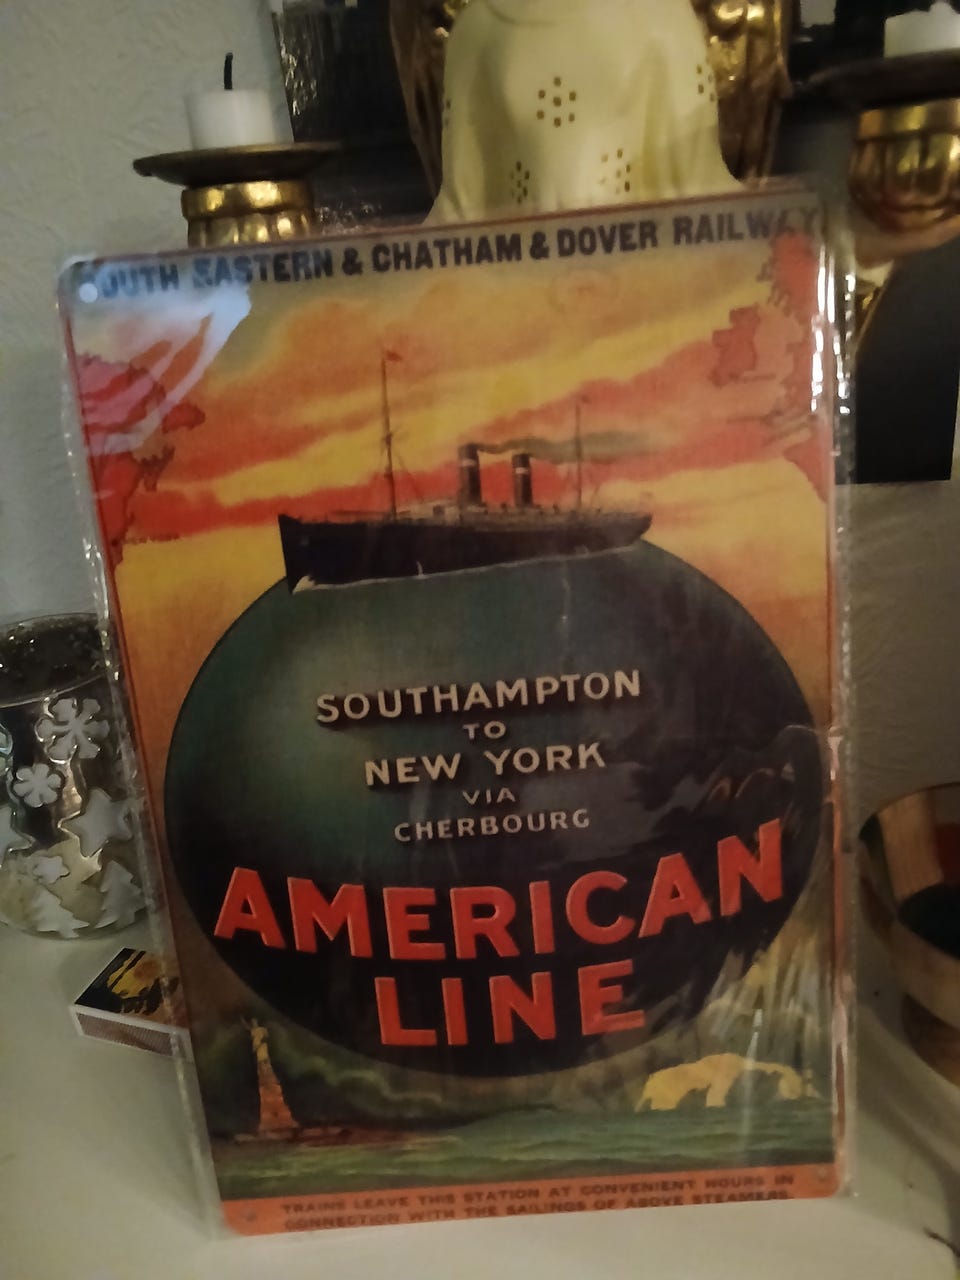 SOUTH EASTERN & CHATHAM & DOVER RAILWAY
SOUTHAMPTON
TO
NEW YORK
VIA
CHERBOURG
AMERICAN
LINE
TRAINS LEAVE THIS STATION AT CONVENIENT HOURS IN
CONNECTION WITH THE SAILINGS OF ABOVE STEAMERS